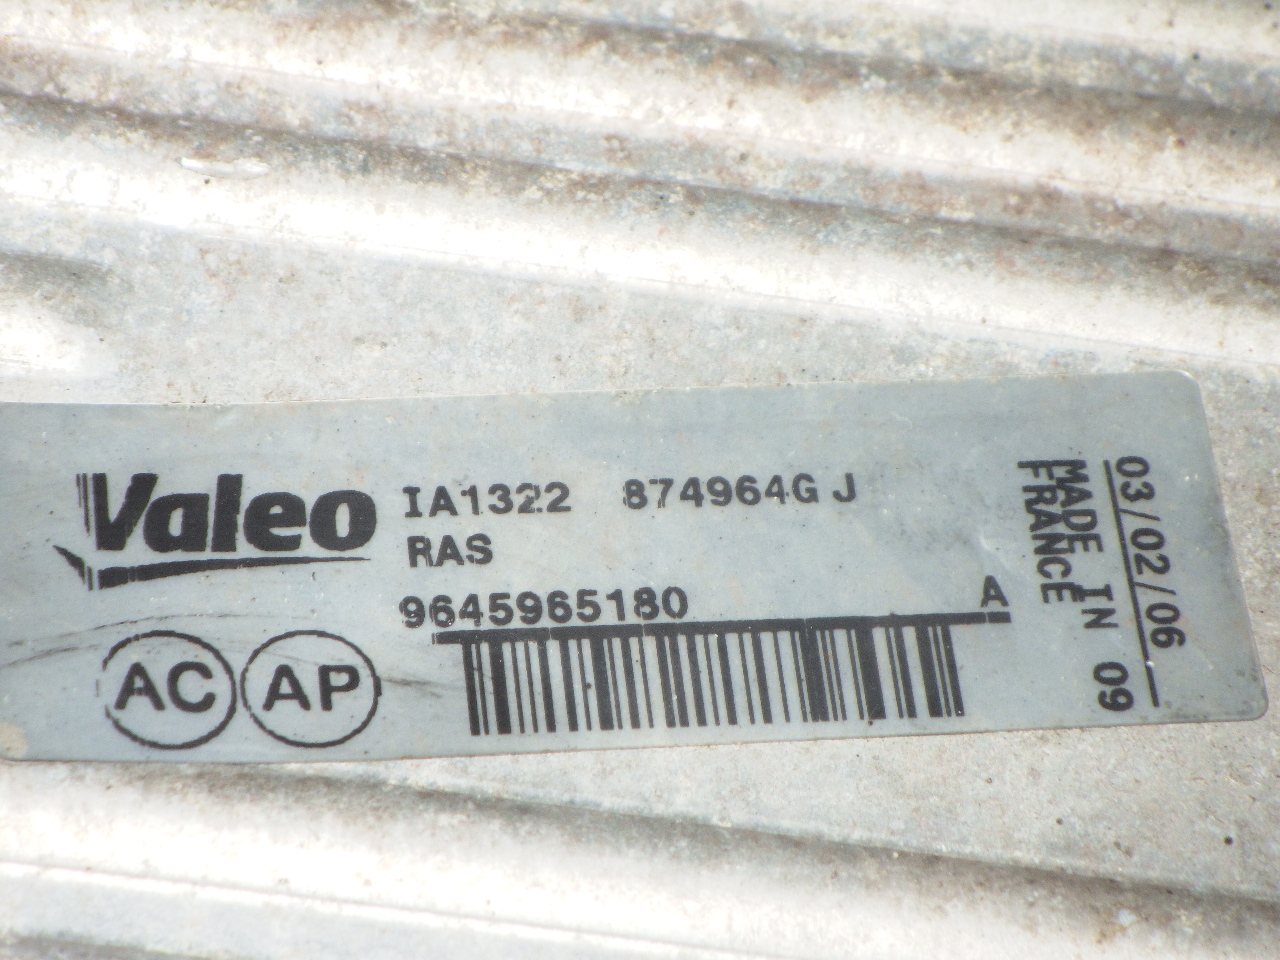 Valeo
IA1322 874964G J
RAS
9645965180 A
AC AP
03/02/06
MADE IN 09
FRANCE